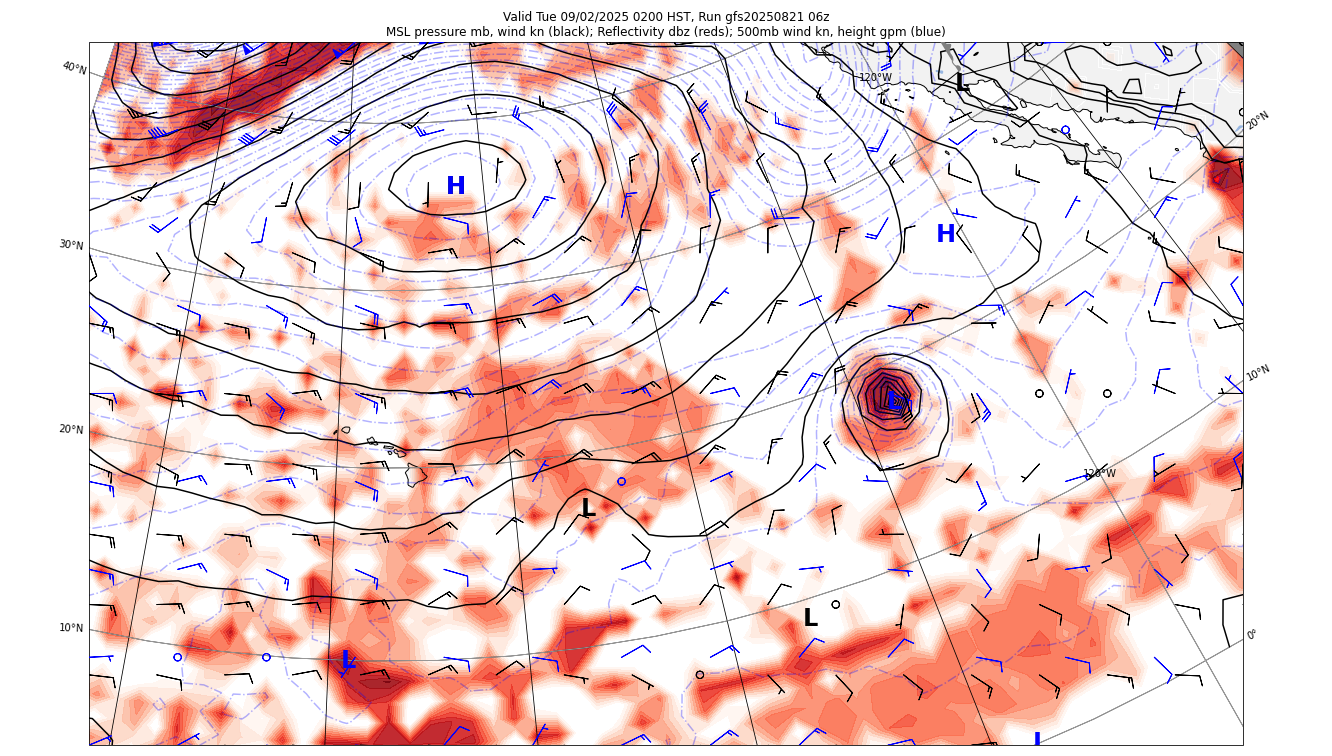 Valid Tue 09/02/2025 0200 HST, Run gfs20250821 06z
MSL pressure mb, wind kn (black); Reflectivity dbz (reds); 500mb wind kn, height gpm (blue)
40°N
120°W
L
20°N
H
30°N
H
10°N
L
20°N
120°W
L
L
10°N
0°
L
L